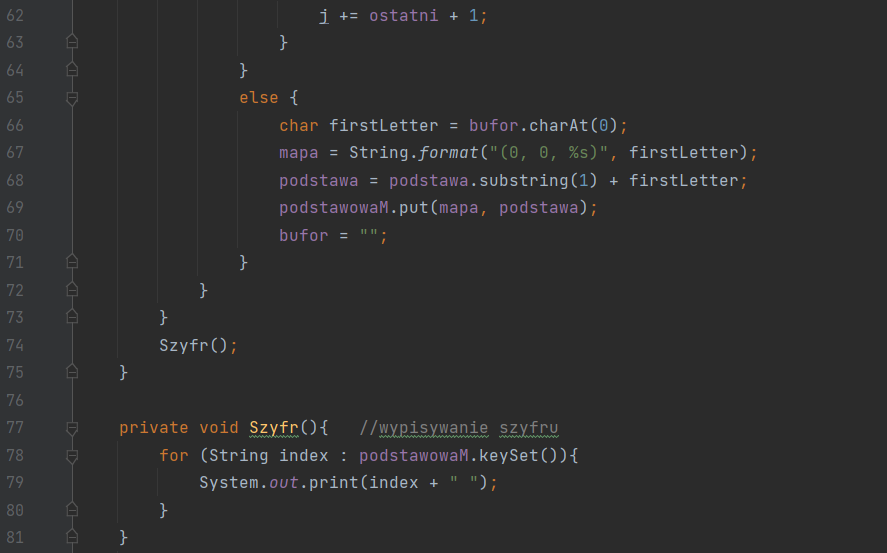 62 j += ostatni + 1;
63 }
64 }
65 else {
66 char firstLetter = bufor.charAt(0);
67 mapa = String.format("(0, 0, %s)", firstLetter);
68 podstawa = podstawa.substring(1) + firstLetter;
69 podstawowaM.put(mapa, podstawa);
70 bufor = "";
71 }
72 }
73 }
74 Szyfr();
75 }
76
77 private void Szyfr(){   //wypisywanie szyfru
78 for (String index : podstawowaM.keySet()){
79 System.out.print(index + " ");
80 }
81 }